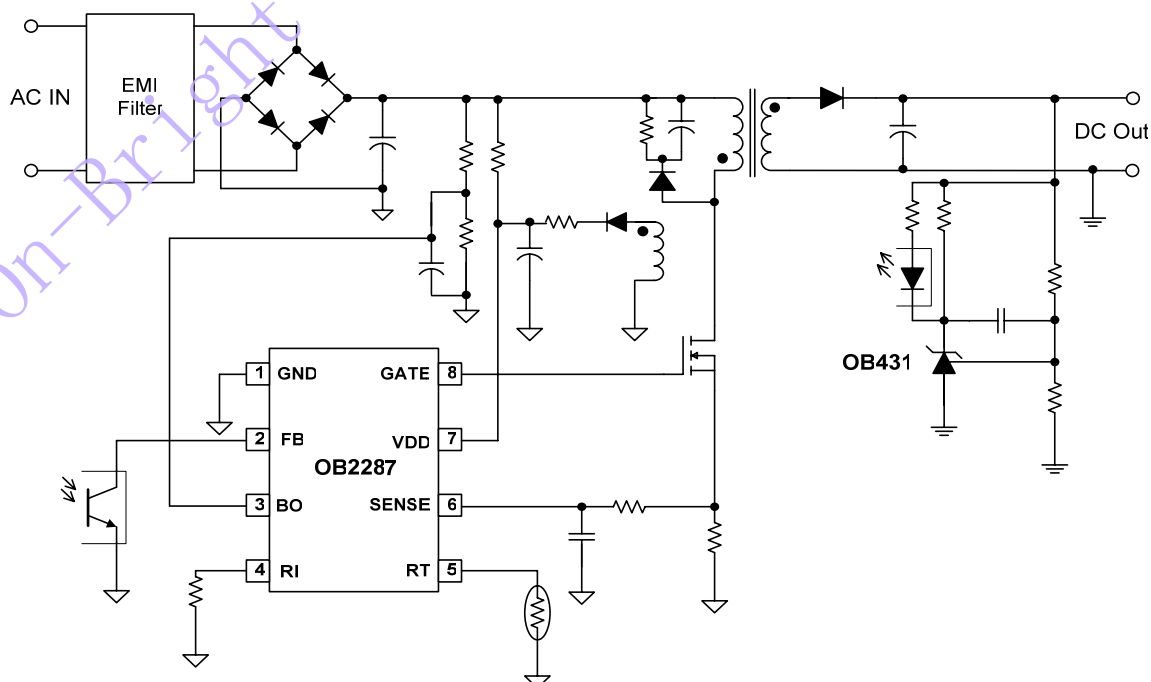 On-Bright
AC IN
EMI
Filter
DC Out
OB431
OB2287
1 GND
GATE 8
2 FB
VDD 7
3 BO
SENSE 6
4 RI
RT 5